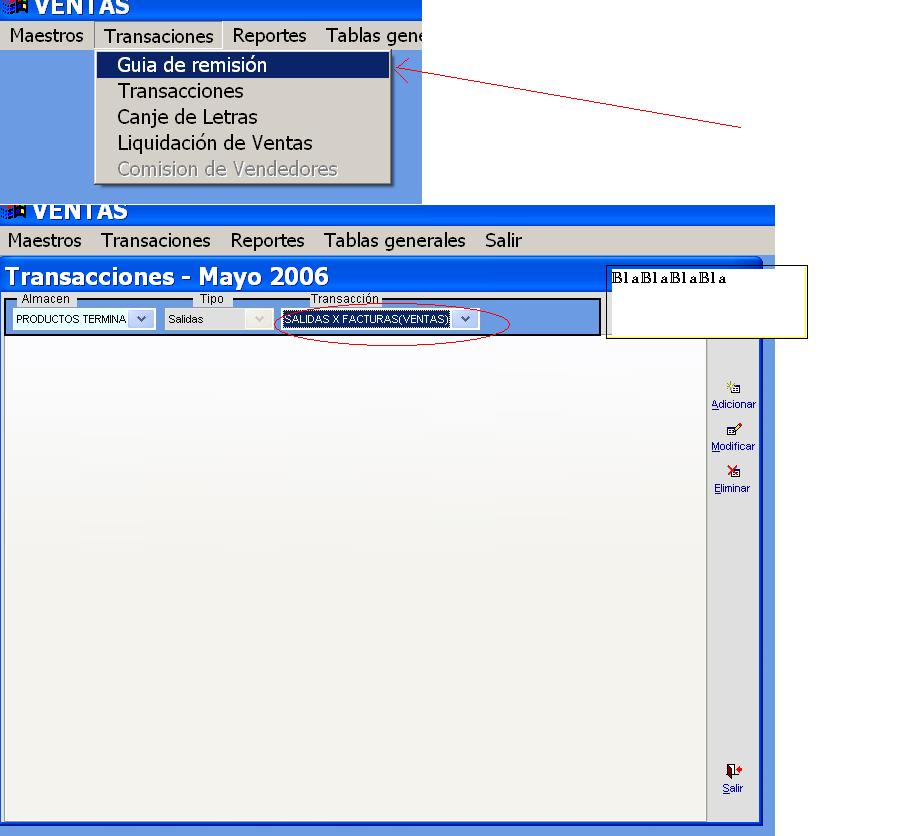 VENTAS
Maestros Transaciones Reportes Tablas gene
Guia de remisión
Transacciones
Canje de Letras
Liquidación de Ventas
Comision de Vendedores
VENTAS
Maestros Transaciones Reportes Tablas generales Salir
Transacciones - Mayo 2006
BlaBlaBlaBla
Almacen Tipo Transacción
PRODUCTOS TERMINA Salidas SALIDAS X FACTURAS(VENTAS)
Adicionar
Modificar
Eliminar
Salir